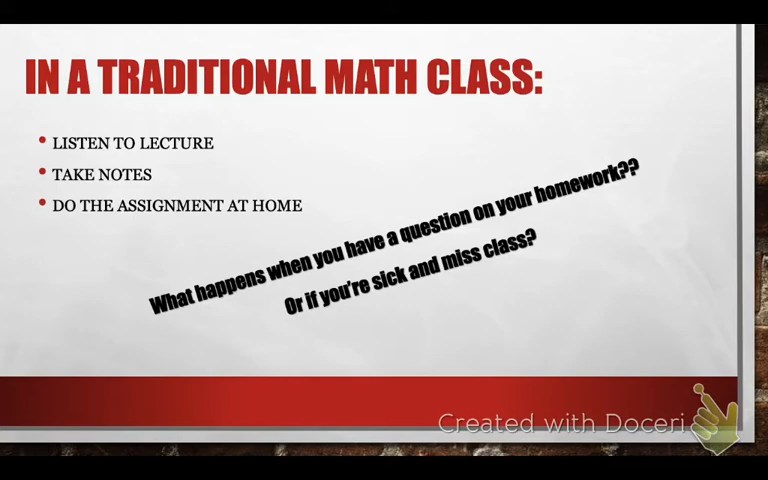 IN A TRADITIONAL MATH CLASS:
LISTEN TO LECTURE
TAKE NOTES
DO THE ASSIGNMENT AT HOME
What happens when you have a question on your homework??
Or if you're sick and miss class?
Created with Doceri